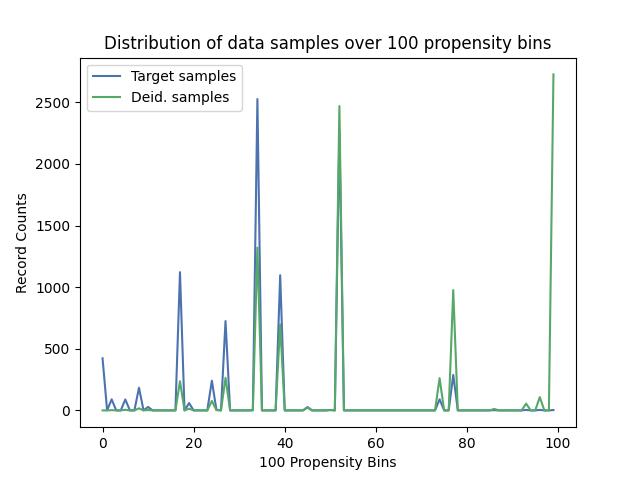 Distribution of data samples over 100 propensity bins
Target samples
Deid. samples
Record Counts
2500
2000
1500
1000
500
0
0 20 40 60 80 100
100 Propensity Bins